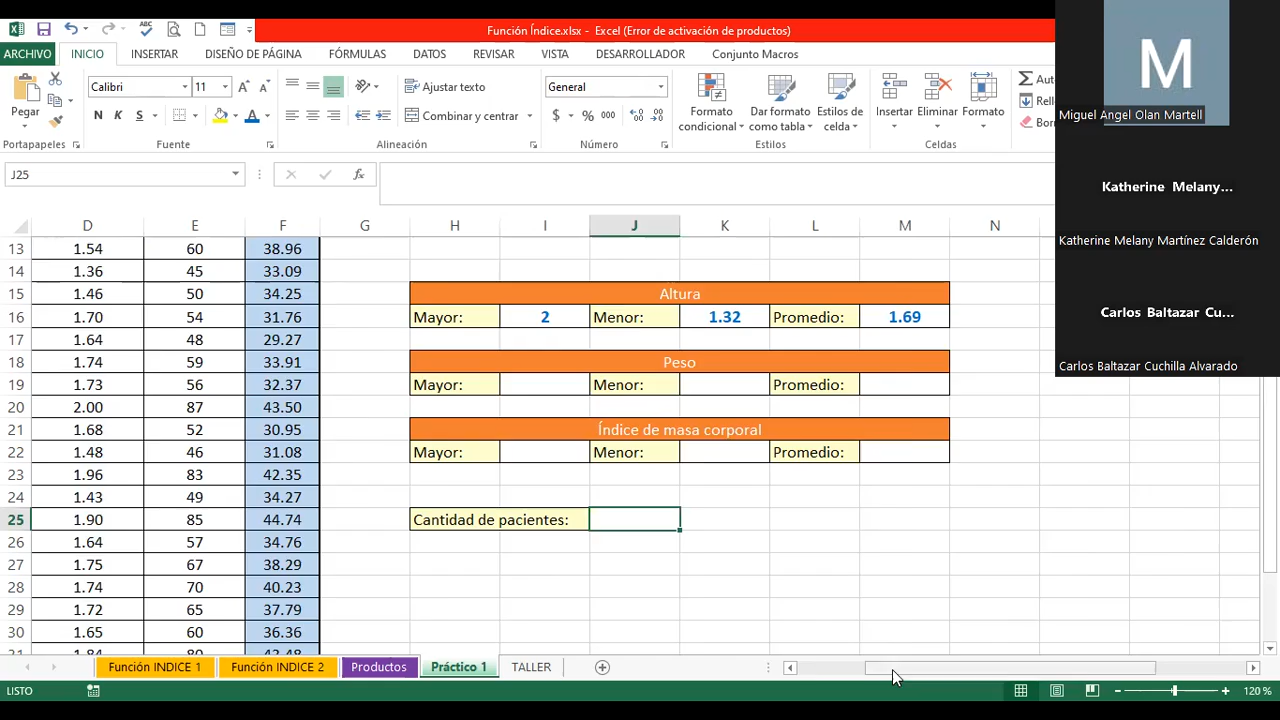 Función Índice.xlsx - Excel (Error de activación de productos)
ARCHIVO INICIO INSERTAR DISEÑO DE PÁGINA FÓRMULAS DATOS REVISAR VISTA DESARROLLADOR Conjunto Macros
Calibri 11 Ajustar texto General
Pegar N K S Combinar y centrar $ % 000
Formato condicional Dar formato como tabla Estilos de celda Insertar Eliminar Formato
Portapapeles Fuente Alineación Número Estilos Celdas
M
Miguel Angel Olan Martell
Katherine Melany...
Katherine Melany Martínez Calderón
Carlos Baltazar Cu...
Carlos Baltazar Cuchilla Alvarado
J25 fx
D E F G H I J K L M N
13 1.54 60 38.96
14 1.36 45 33.09
15 1.46 50 34.25 Altura
16 1.70 54 31.76 Mayor: 2 Menor: 1.32 Promedio: 1.69
17 1.64 48 29.27
18 1.74 59 33.91 Peso
19 1.73 56 32.37 Mayor: Menor: Promedio:
20 2.00 87 43.50
21 1.68 52 30.95 Índice de masa corporal
22 1.48 46 31.08 Mayor: Menor: Promedio:
23 1.96 83 42.35
24 1.43 49 34.27
25 1.90 85 44.74 Cantidad de pacientes:
26 1.64 57 34.76
27 1.75 67 38.29
28 1.74 70 40.23
29 1.72 65 37.79
30 1.65 60 36.36
Función INDICE 1 Función INDICE 2 Productos Práctico 1 TALLER
LISTO 120 %